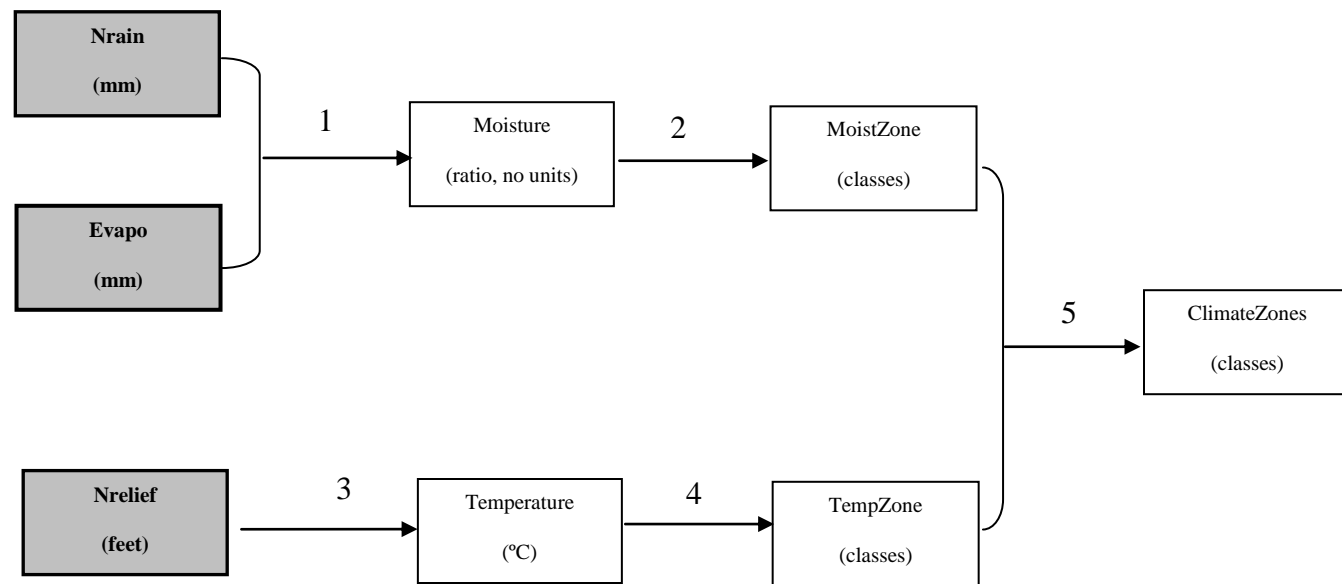 Nrain
(mm)
1
Moisture
(ratio, no units)
2
MoistZone
(classes)
Evapo
(mm)
5
ClimateZones
(classes)
Nrelief
(feet)
3
Temperature
(ºC)
4
TempZone
(classes)